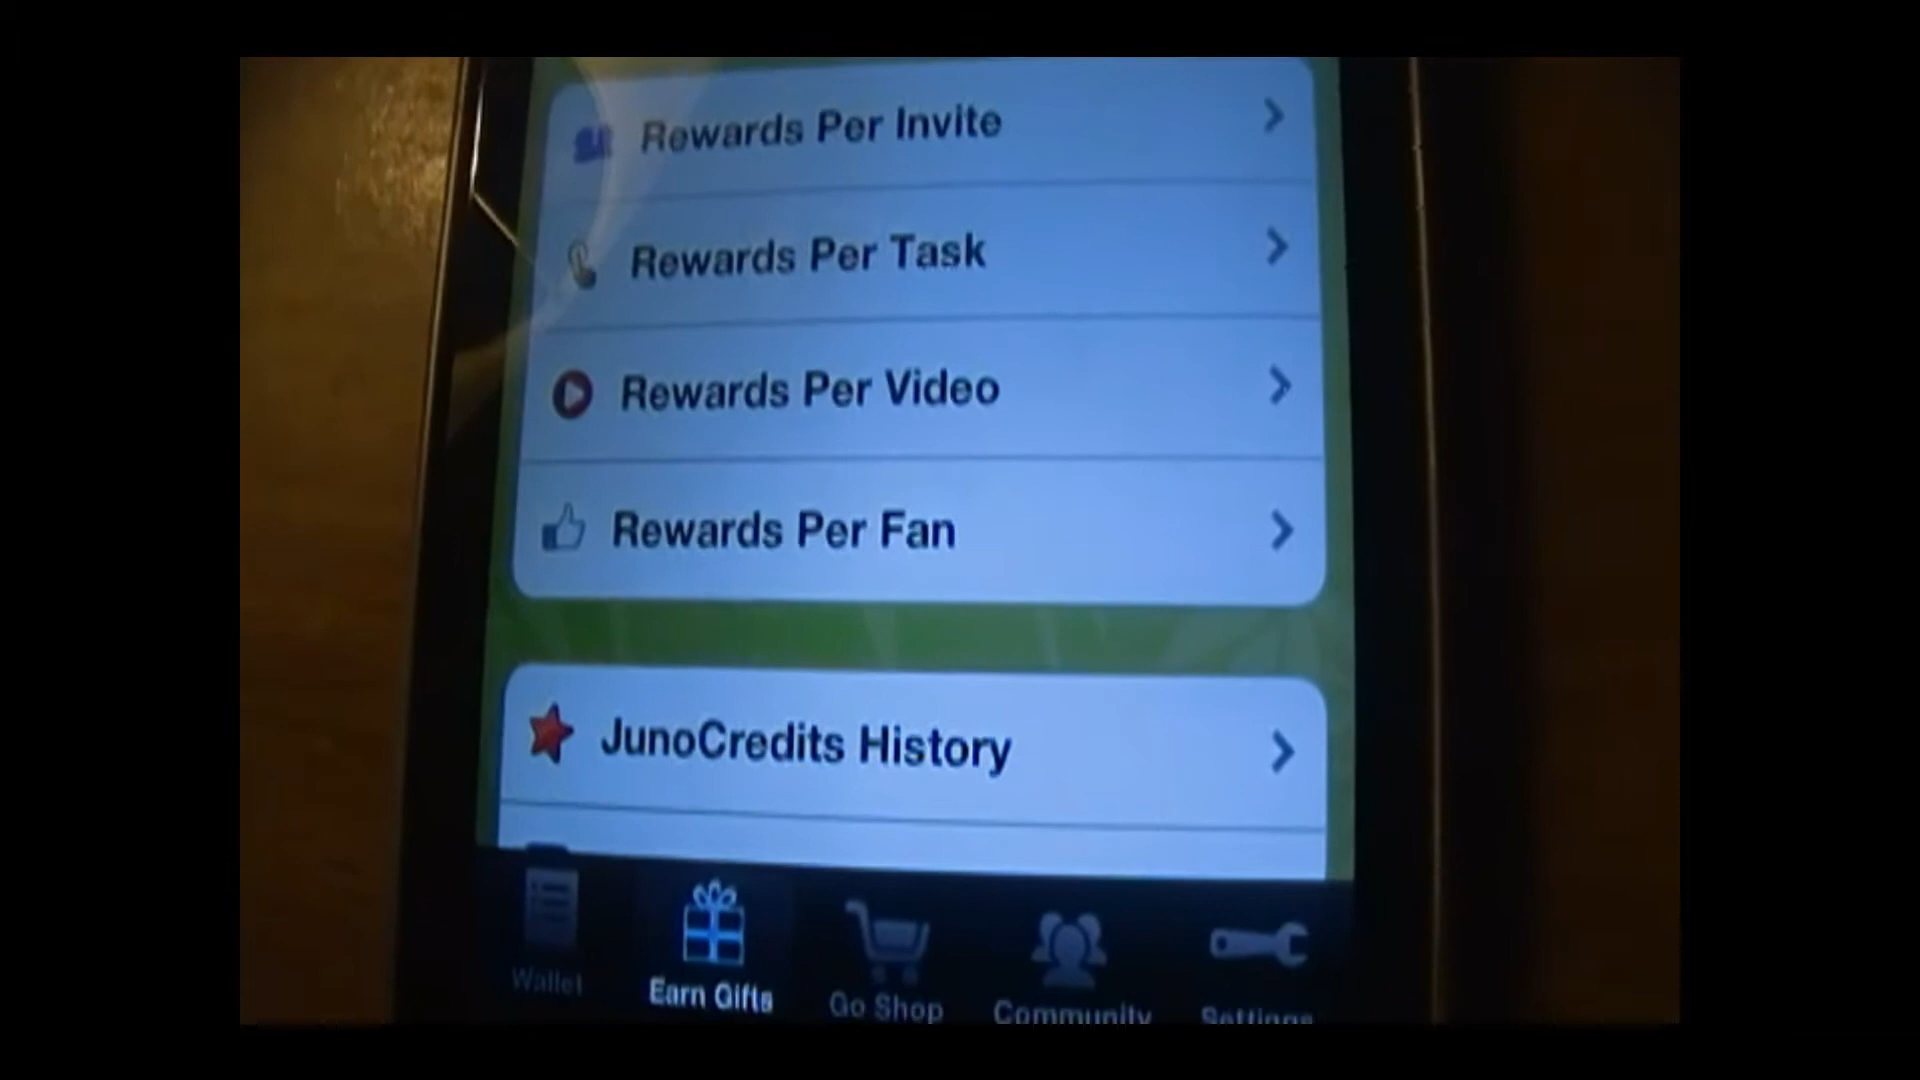 Rewards Per Invite
Rewards Per Task
Rewards Per Video
Rewards Per Fan
JunoCredits History
Wallet
Earn Gifts
Go Shop
Community
Settings